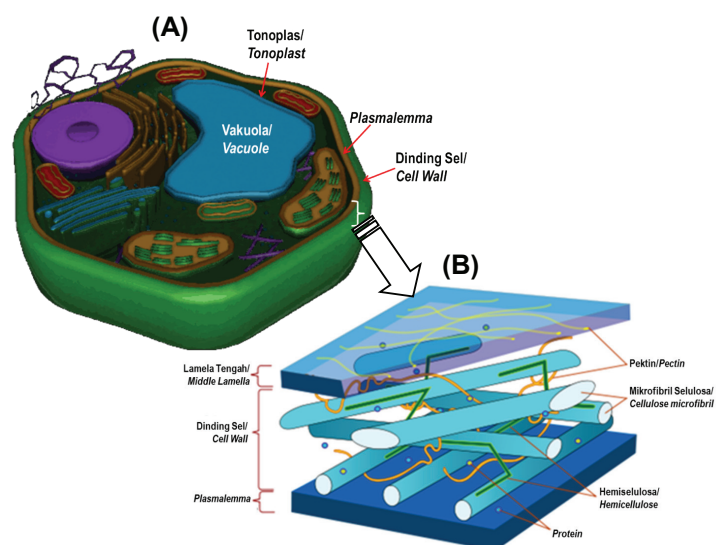 (A)
Tonoplas/
Tonoplast
Vakuola/
Vacuole
Plasmalemma
Dinding Sel/
Cell Wall
(B)
Lamela Tengah/
Middle Lamella
Dinding Sel/
Cell Wall
Plasmalemma
Pektin/Pectin
Mikrofibril Selulosa/
Cellulose microfibril
Hemiselulosa/
Hemicellulose
Protein